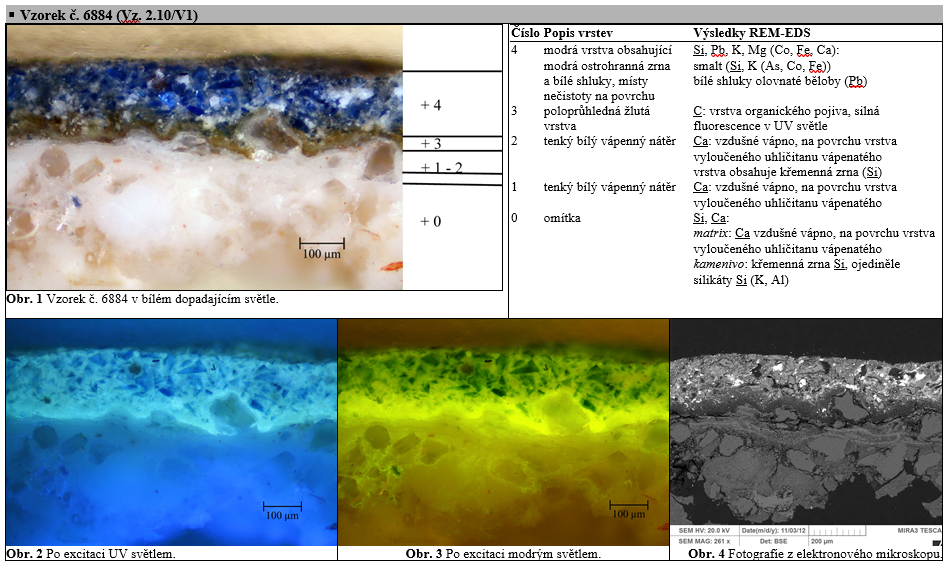 ▪ Vzorek č. 6884 (Vz. 2.10/V1)
+ 4
+ 3
+ 1 - 2
+ 0
100 µm
Obr. 1 Vzorek č. 6884 v bílém dopadajícím světle.
Číslo Popis vrstev Výsledky REM-EDS
4 modrá vrstva obsahující Si, Pb, K, Mg (Co, Fe, Ca):
modrá ostrohranná zrna smalt (Si, K (As, Co, Fe))
a bílé shluky, místy bílé shluky olovnaté běloby (Pb)
nečistoty na povrchu
3 poloprůhledná žlutá C: vrstva organického pojiva, silná
vrstva fluorescence v UV světle
2 tenký bílý vápenný nátěr Ca: vzdušné vápno, na povrchu vrstva
vyloučeného uhličitanu vápenatého
vrstva obsahuje křemenná zrna (Si)
1 tenký bílý vápenný nátěr Ca: vzdušné vápno, na povrchu vrstva
vyloučeného uhličitanu vápenatého
0 omítka Si, Ca:
matrix: Ca vzdušné vápno, na povrchu vrstva
vyloučeného uhličitanu vápenatého
kamenivo: křemenná zrna Si, ojediněle
silikáty Si (K, Al)
100 µm
Obr. 2 Po excitaci UV světlem.
100 µm
Obr. 3 Po excitaci modrým světlem.
SEM HV: 20.0 kV Date(m/d/y): 11/03/12 MIRA3 TESCA
SEM MAG: 261 x Det: BSE 200 µm
Obr. 4 Fotografie z elektronového mikroskopu.